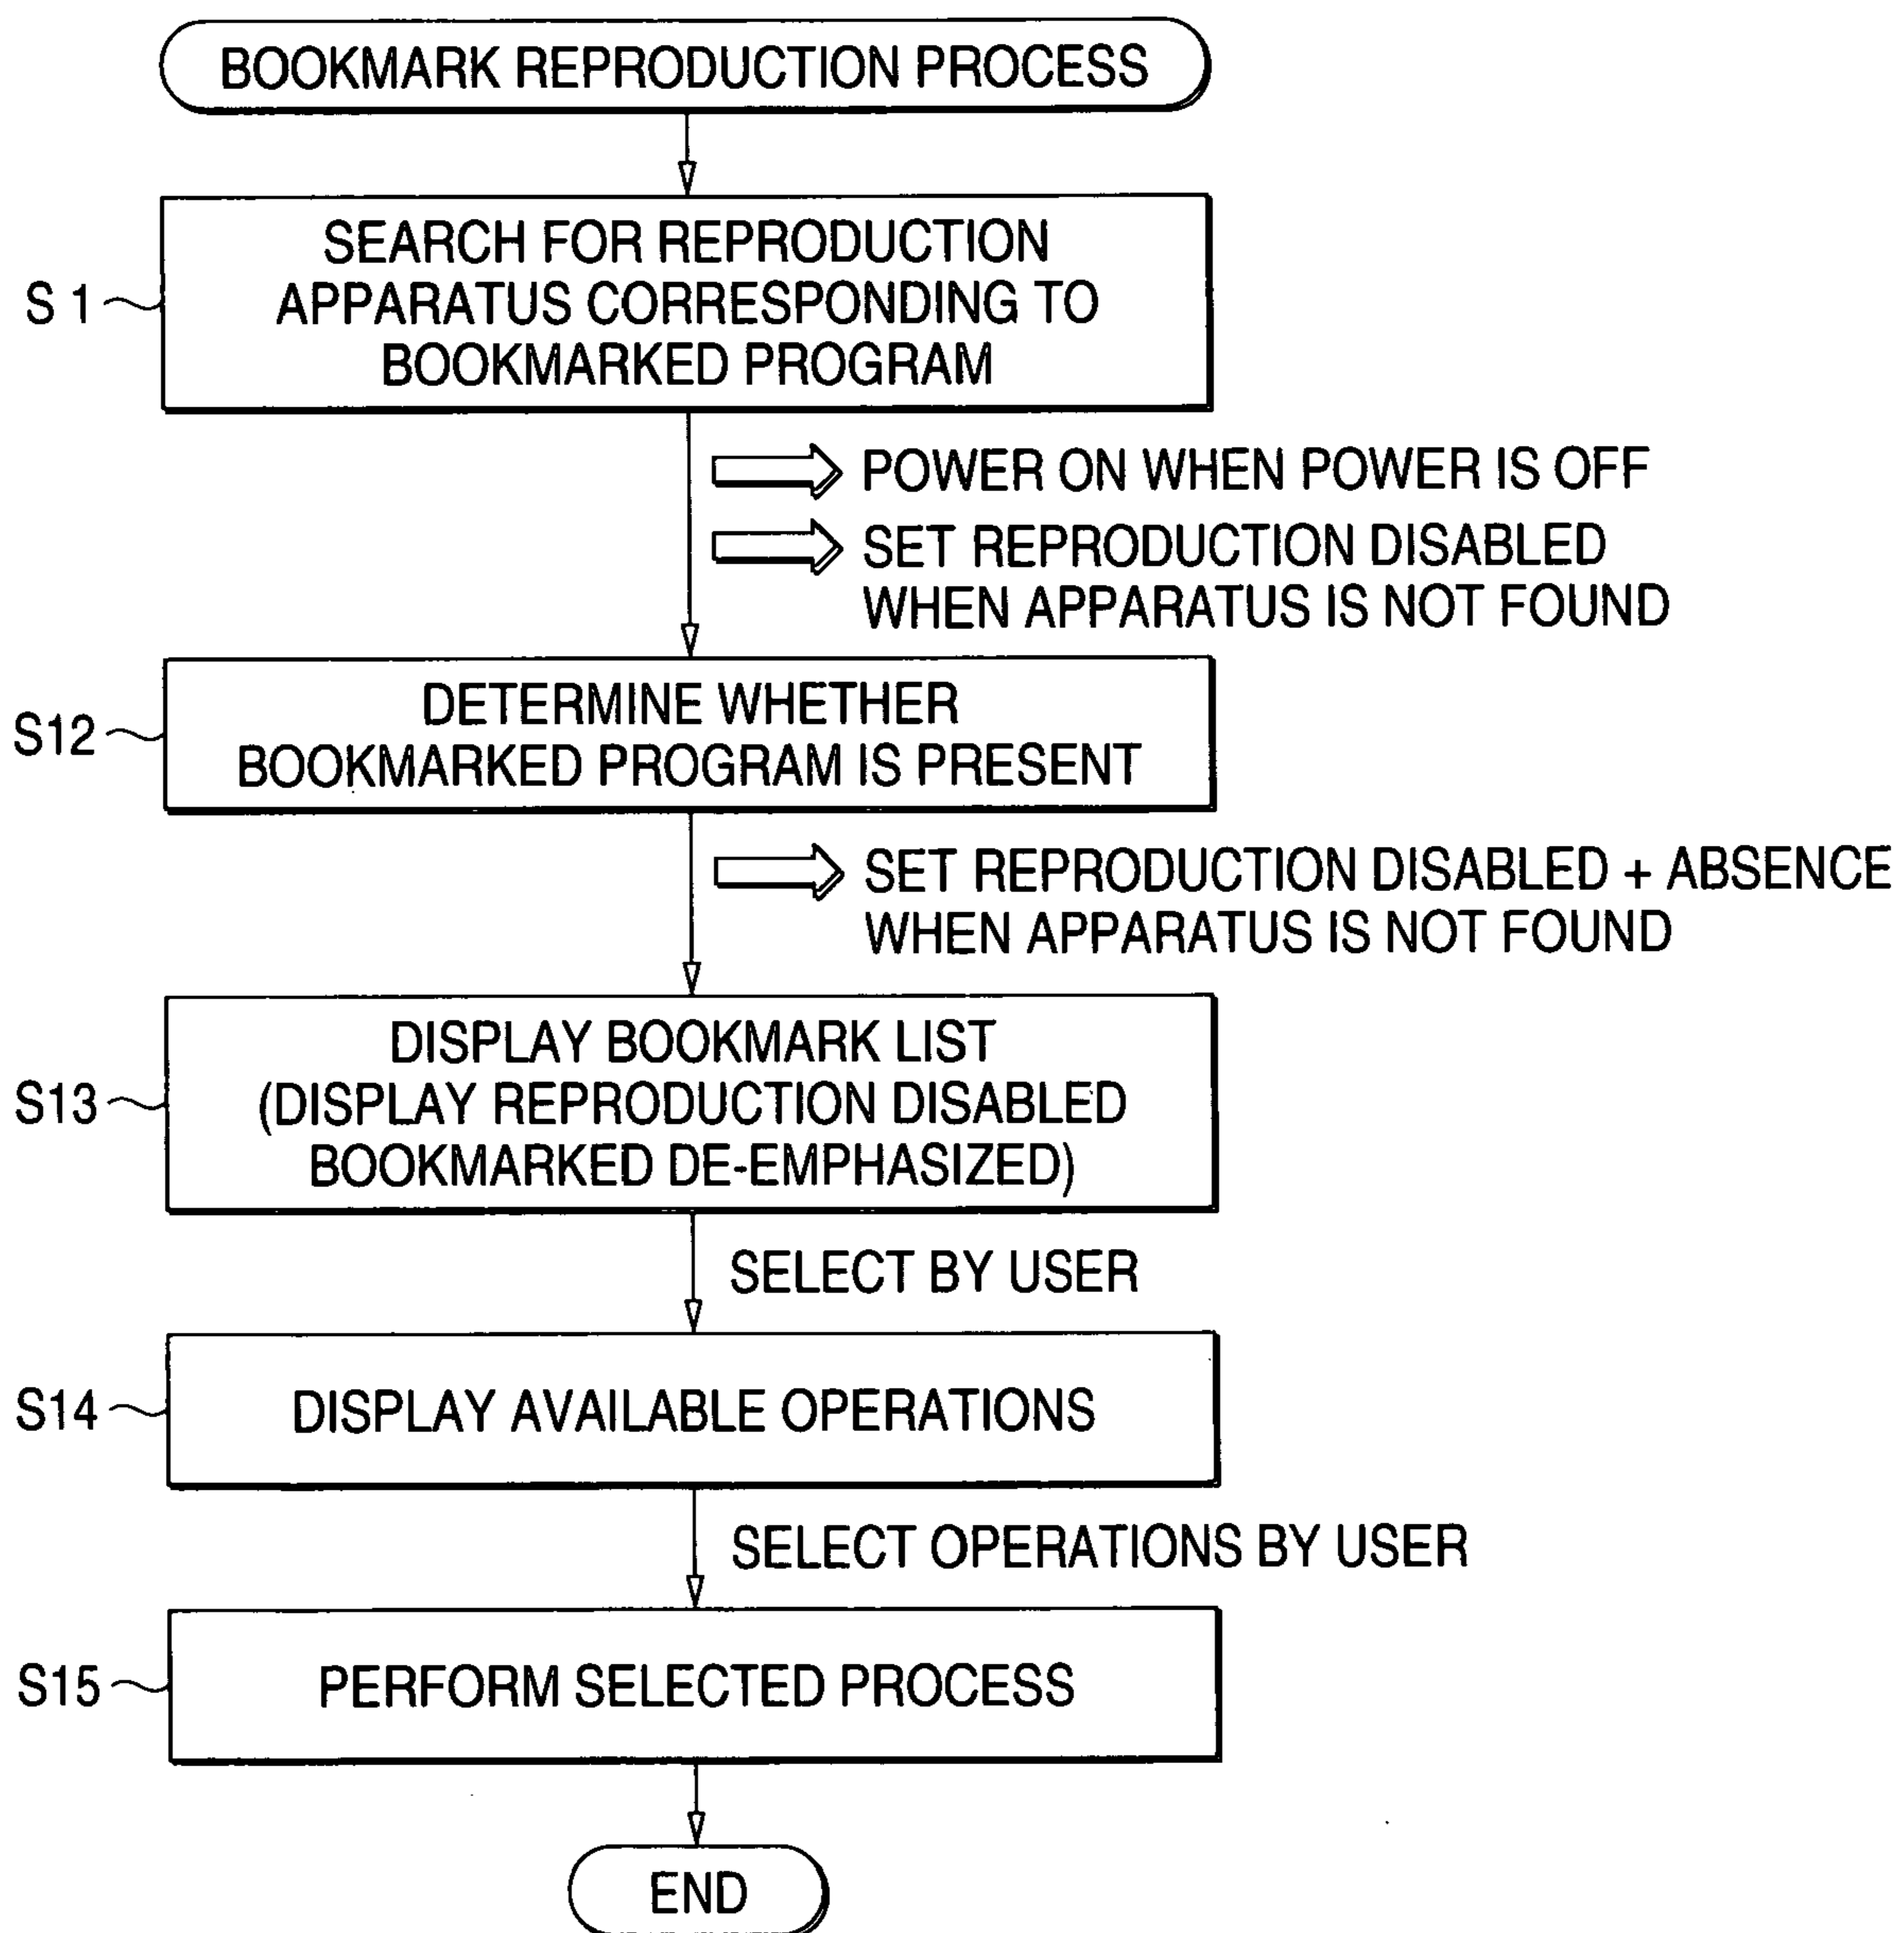 BOOKMARK REPRODUCTION PROCESS
SEARCH FOR REPRODUCTION
APPARATUS CORRESPONDING TO
BOOKMARKED PROGRAM
S 1
POWER ON WHEN POWER IS OFF
SET REPRODUCTION DISABLED
WHEN APPARATUS IS NOT FOUND
DETERMINE WHETHER
BOOKMARKED PROGRAM IS PRESENT
S12
SET REPRODUCTION DISABLED + ABSENCE
WHEN APPARATUS IS NOT FOUND
DISPLAY BOOKMARK LIST
(DISPLAY REPRODUCTION DISABLED
BOOKMARKED DE-EMPHASIZED)
S13
SELECT BY USER
S14
DISPLAY AVAILABLE OPERATIONS
SELECT OPERATIONS BY USER
S15
PERFORM SELECTED PROCESS
END